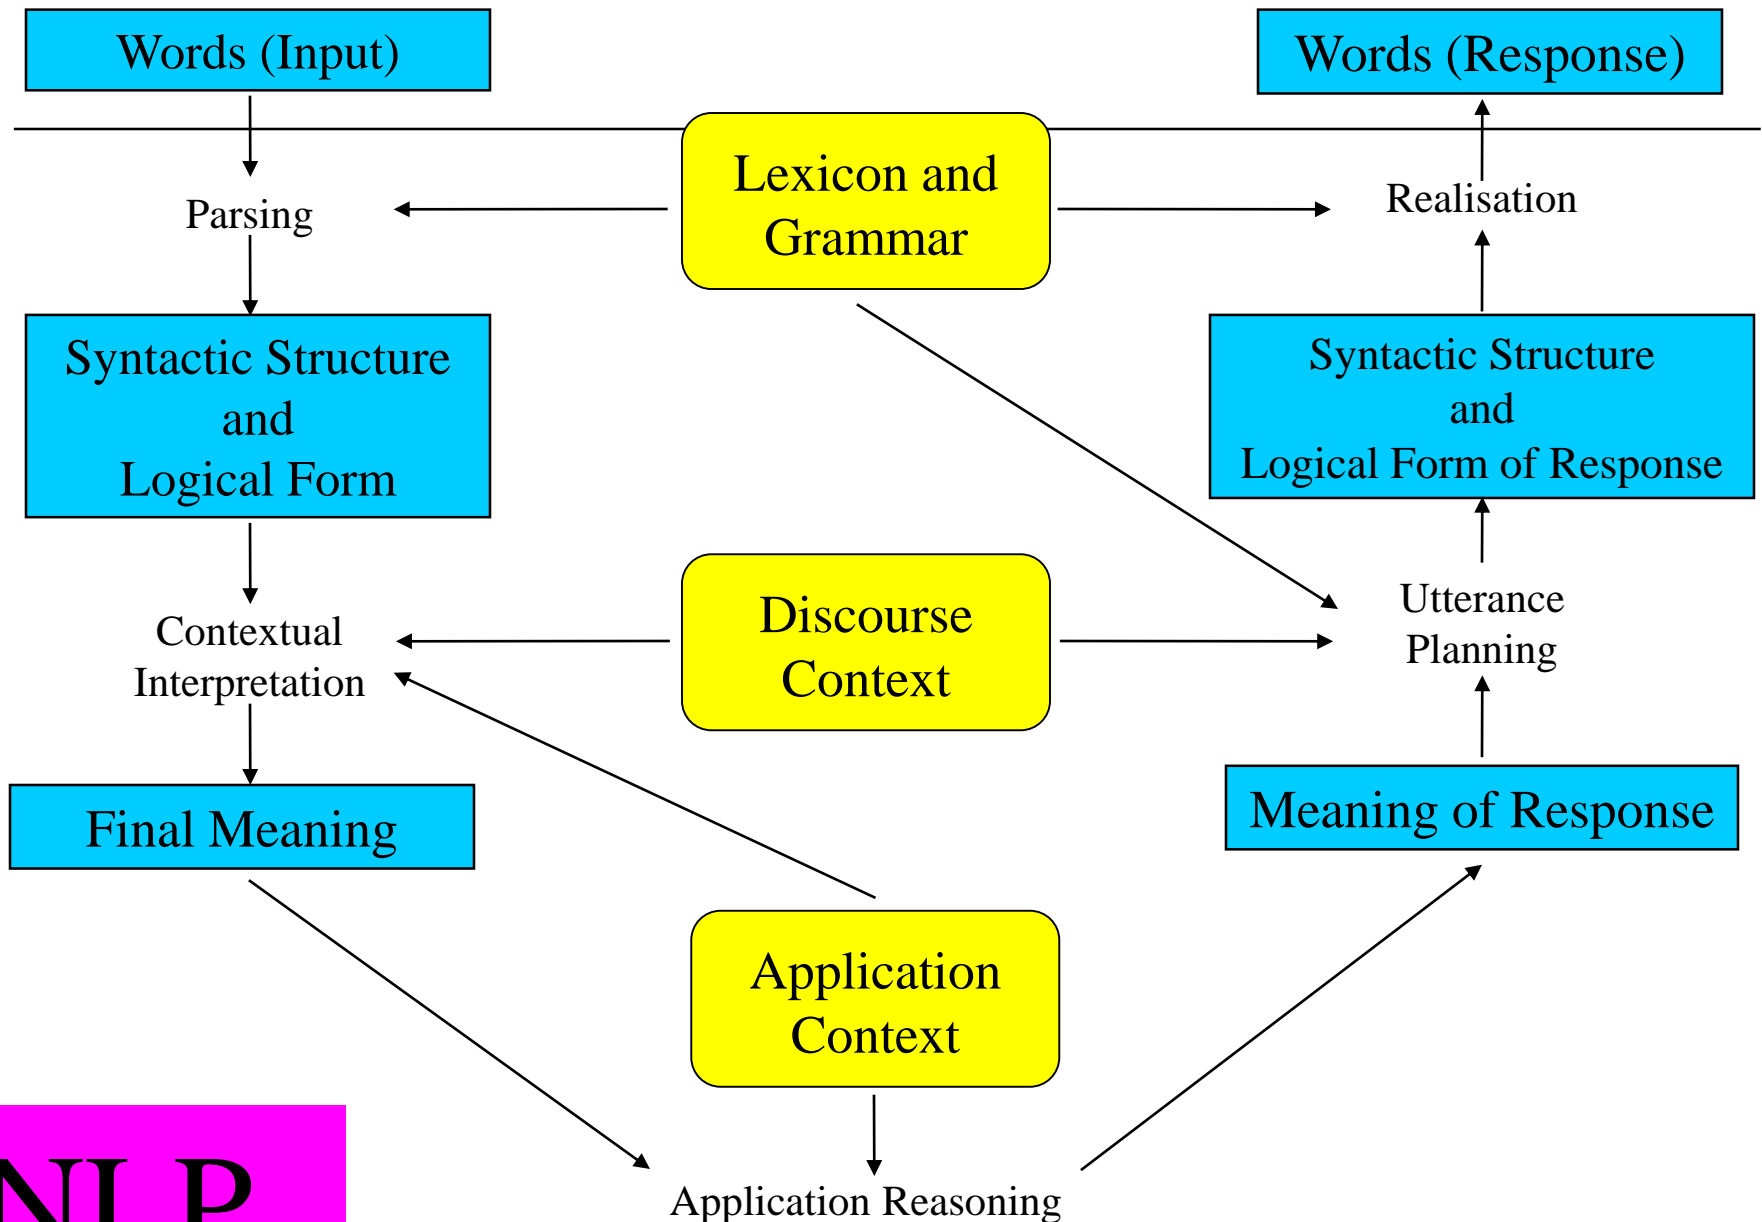 Words (Input)
Words (Response)
Lexicon and
Grammar
Parsing
Realisation
Syntactic Structure
and
Logical Form
Syntactic Structure
and
Logical Form of Response
Discourse
Context
Contextual
Interpretation
Utterance
Planning
Final Meaning
Meaning of Response
Application
Context
NLP
Application Reasoning